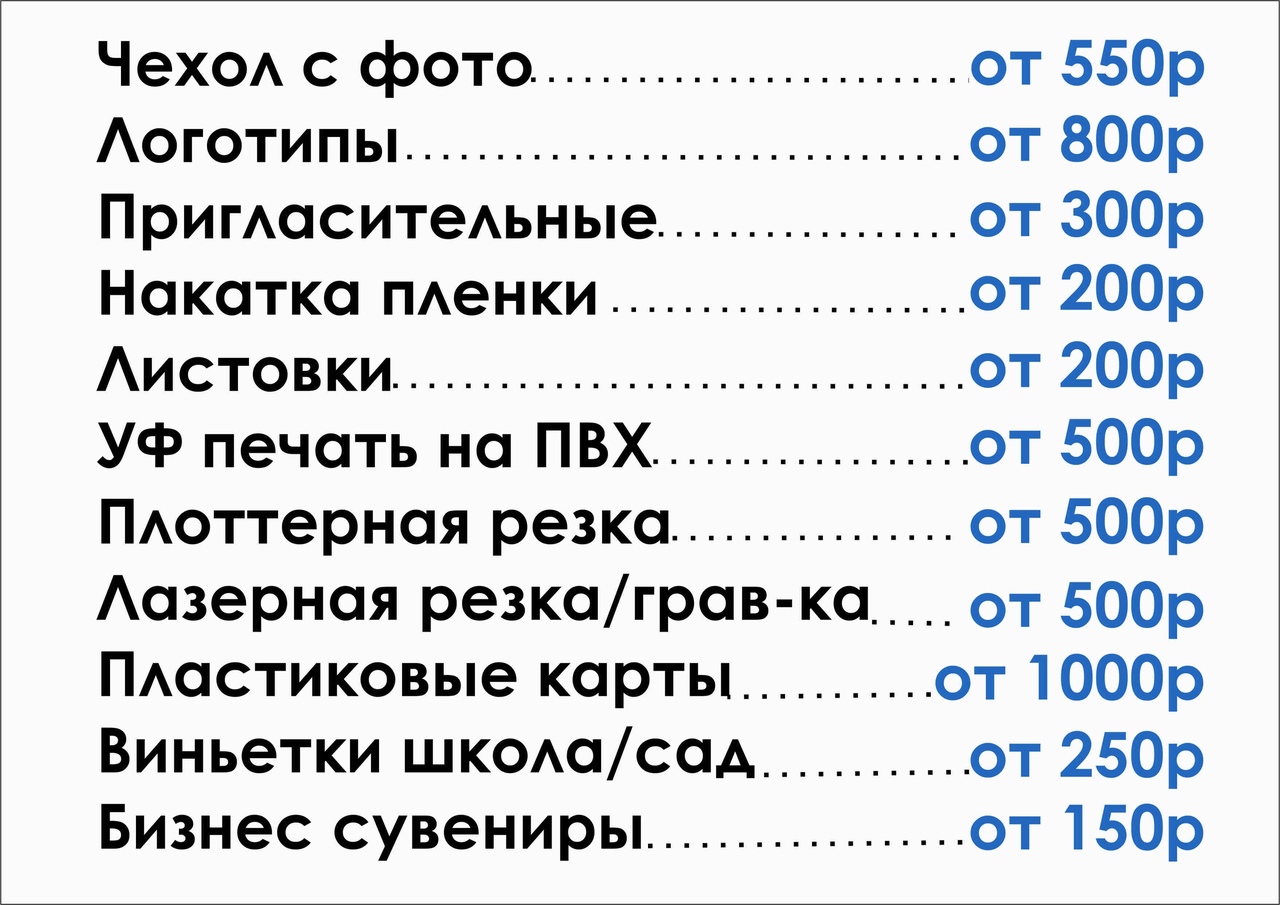 Чехол с фото.........................от 550р
Логотипы...............................от 800р
Пригласительные.................от 300р
Накатка пленки ....................от 200р
Листовки................................от 200р
УФ печать на ПВХ..................от 500р
Плоттерная резка................от 500р
Лазерная резка/грав-ка..... от 500р
Пластиковые карты............от 1000р
Виньетки школа/сад............от 250р
Бизнес сувениры..................от 150р